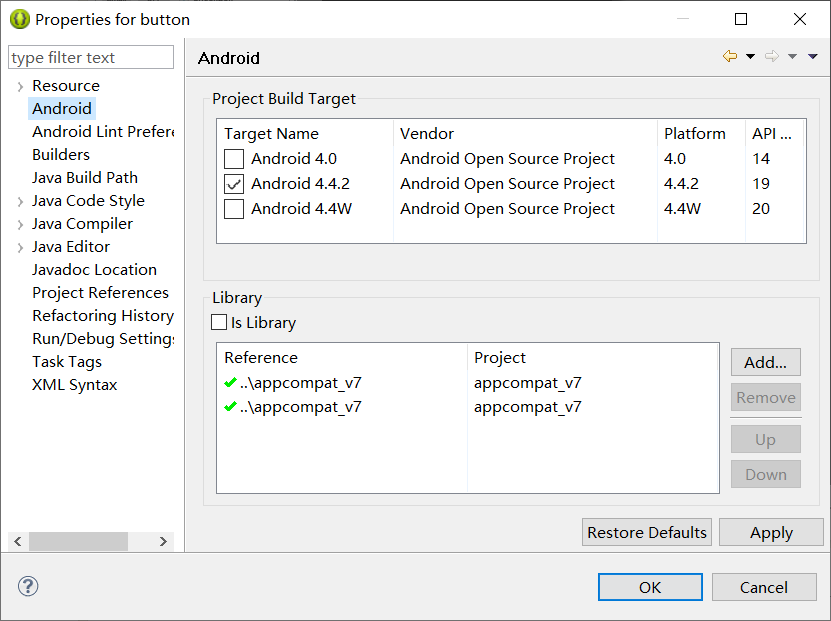 Properties for button
type filter text
Resource
Android
Android Lint Prefere
Builders
Java Build Path
Java Code Style
Java Compiler
Java Editor
Javadoc Location
Project References
Refactoring History
Run/Debug Settings
Task Tags
XML Syntax
Android
Project Build Target
Target Name Vendor Platform API ...
Android 4.0 Android Open Source Project 4.0 14
Android 4.4.2 Android Open Source Project 4.4.2 19
Android 4.4W Android Open Source Project 4.4W 20
Library
Is Library
Reference Project
..\appcompat_v7 appcompat_v7
..\appcompat_v7 appcompat_v7
Add...
Remove
Up
Down
Restore Defaults Apply
?
OK Cancel